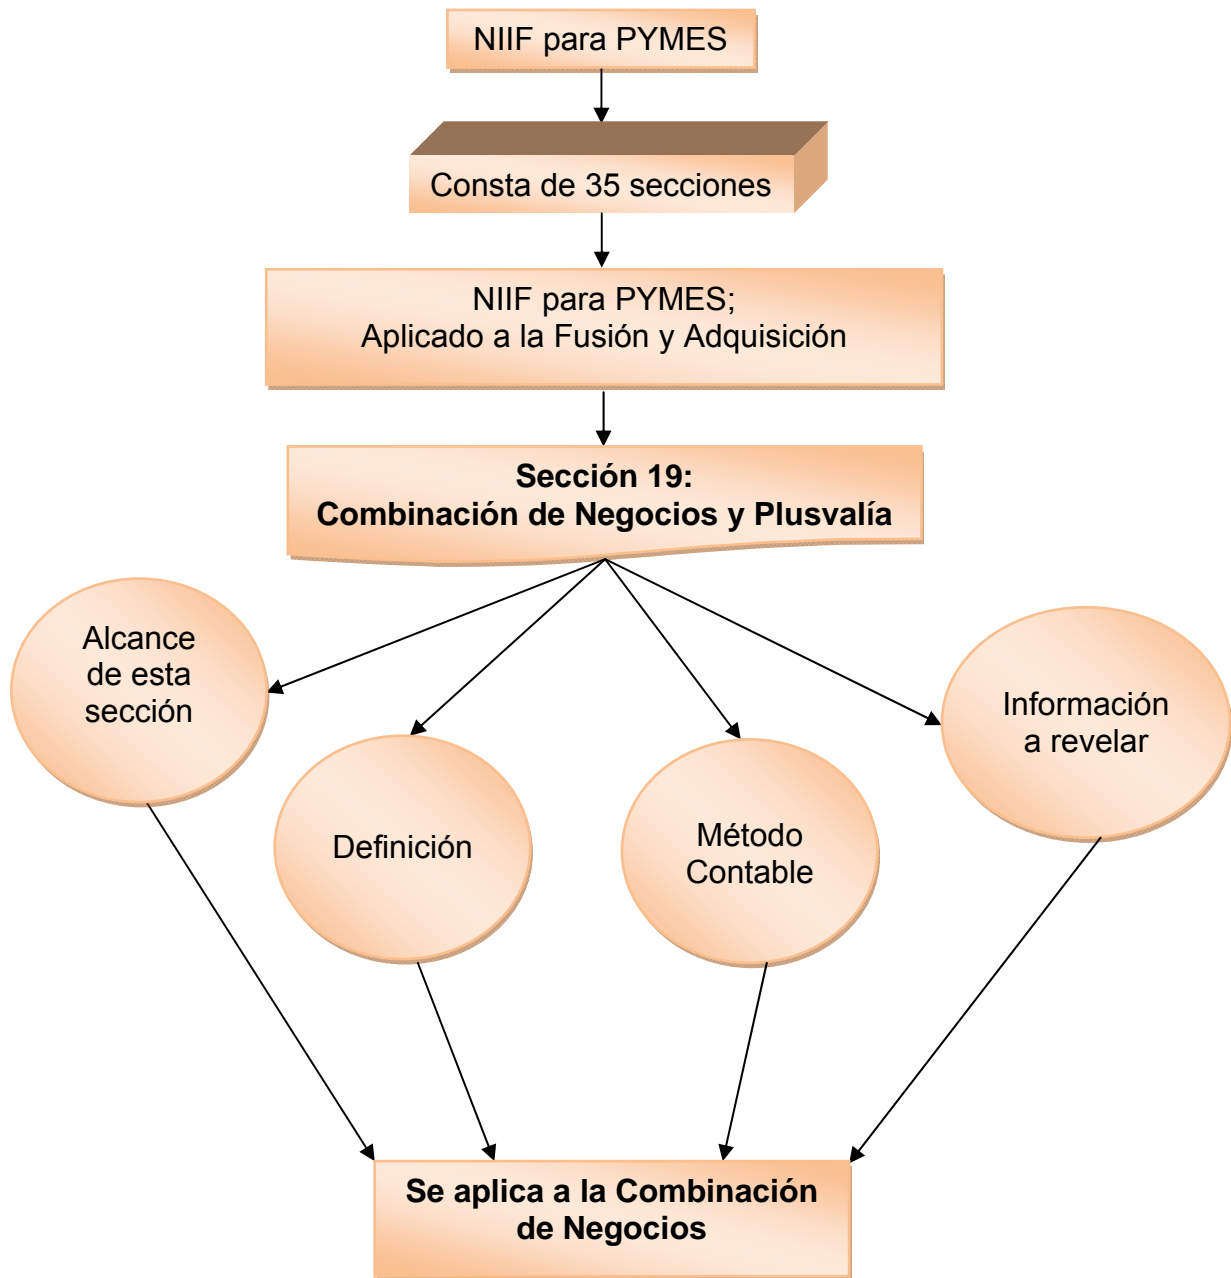 NIIF para PYMES
Consta de 35 secciones
NIIF para PYMES;
Aplicado a la Fusión y Adquisición
Sección 19:
Combinación de Negocios y Plusvalía
Alcance
de esta
sección
Definición
Método
Contable
Información
a revelar
Se aplica a la Combinación
de Negocios